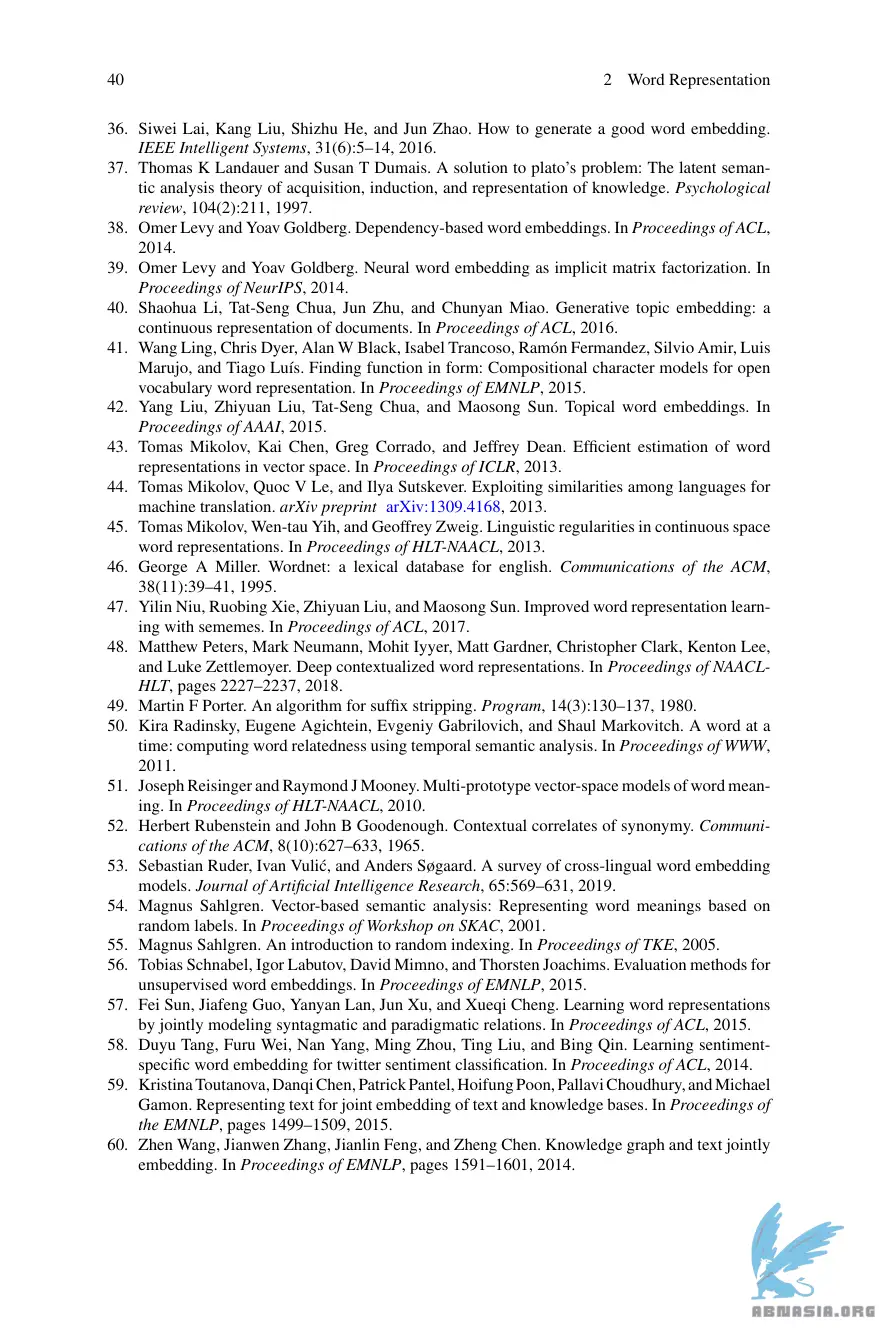 40 2 Word Representation
36. Siwei Lai, Kang Liu, Shizhu He, and Jun Zhao. How to generate a good word embedding.
IEEE Intelligent Systems, 31(6):5–14, 2016.
37. Thomas K Landauer and Susan T Dumais. A solution to plato's problem: The latent seman-
tic analysis theory of acquisition, induction, and representation of knowledge. Psychological
review, 104(2):211, 1997.
38. Omer Levy and Yoav Goldberg. Dependency-based word embeddings. In Proceedings of ACL,
2014.
39. Omer Levy and Yoav Goldberg. Neural word embedding as implicit matrix factorization. In
Proceedings of NeurIPS, 2014.
40. Shaohua Li, Tat-Seng Chua, Jun Zhu, and Chunyan Miao. Generative topic embedding: a
continuous representation of documents. In Proceedings of ACL, 2016.
41. Wang Ling, Chris Dyer, Alan W Black, Isabel Trancoso, Ramón Fermandez, Silvio Amir, Luis
Marujo, and Tiago Luís. Finding function in form: Compositional character models for open
vocabulary word representation. In Proceedings of EMNLP, 2015.
42. Yang Liu, Zhiyuan Liu, Tat-Seng Chua, and Maosong Sun. Topical word embeddings. In
Proceedings of AAAI, 2015.
43. Tomas Mikolov, Kai Chen, Greg Corrado, and Jeffrey Dean. Efficient estimation of word
representations in vector space. In Proceedings of ICLR, 2013.
44. Tomas Mikolov, Quoc V Le, and Ilya Sutskever. Exploiting similarities among languages for
machine translation. arXiv preprint arXiv:1309.4168, 2013.
45. Tomas Mikolov, Wen-tau Yih, and Geoffrey Zweig. Linguistic regularities in continuous space
word representations. In Proceedings of HLT-NAACL, 2013.
46. George A Miller. Wordnet: a lexical database for english. Communications of the ACM,
38(11):39–41, 1995.
47. Yilin Niu, Ruobing Xie, Zhiyuan Liu, and Maosong Sun. Improved word representation learn-
ing with sememes. In Proceedings of ACL, 2017.
48. Matthew Peters, Mark Neumann, Mohit Iyyer, Matt Gardner, Christopher Clark, Kenton Lee,
and Luke Zettlemoyer. Deep contextualized word representations. In Proceedings of NAACL-
HLT, pages 2227–2237, 2018.
49. Martin F Porter. An algorithm for suffix stripping. Program, 14(3):130–137, 1980.
50. Kira Radinsky, Eugene Agichtein, Evgeniy Gabrilovich, and Shaul Markovitch. A word at a
time: computing word relatedness using temporal semantic analysis. In Proceedings of WWW,
2011.
51. Joseph Reisinger and Raymond J Mooney. Multi-prototype vector-space models of word mean-
ing. In Proceedings of HLT-NAACL, 2010.
52. Herbert Rubenstein and John B Goodenough. Contextual correlates of synonymy. Communi-
cations of the ACM, 8(10):627–633, 1965.
53. Sebastian Ruder, Ivan Vulić, and Anders Søgaard. A survey of cross-lingual word embedding
models. Journal of Artificial Intelligence Research, 65:569–631, 2019.
54. Magnus Sahlgren. Vector-based semantic analysis: Representing word meanings based on
random labels. In Proceedings of Workshop on SKAC, 2001.
55. Magnus Sahlgren. An introduction to random indexing. In Proceedings of TKE, 2005.
56. Tobias Schnabel, Igor Labutov, David Mimno, and Thorsten Joachims. Evaluation methods for
unsupervised word embeddings. In Proceedings of EMNLP, 2015.
57. Fei Sun, Jiafeng Guo, Yanyan Lan, Jun Xu, and Xueqi Cheng. Learning word representations
by jointly modeling syntagmatic and paradigmatic relations. In Proceedings of ACL, 2015.
58. Duyu Tang, Furu Wei, Nan Yang, Ming Zhou, Ting Liu, and Bing Qin. Learning sentiment-
specific word embedding for twitter sentiment classification. In Proceedings of ACL, 2014.
59. Kristina Toutanova, Danqi Chen, Patrick Pantel, Hoifung Poon, Pallavi Choudhury, and Michael
Gamon. Representing text for joint embedding of text and knowledge bases. In Proceedings of
the EMNLP, pages 1499–1509, 2015.
60. Zhen Wang, Jianwen Zhang, Jianlin Feng, and Zheng Chen. Knowledge graph and text jointly
embedding. In Proceedings of EMNLP, pages 1591–1601, 2014.
ABNASIA.ORG